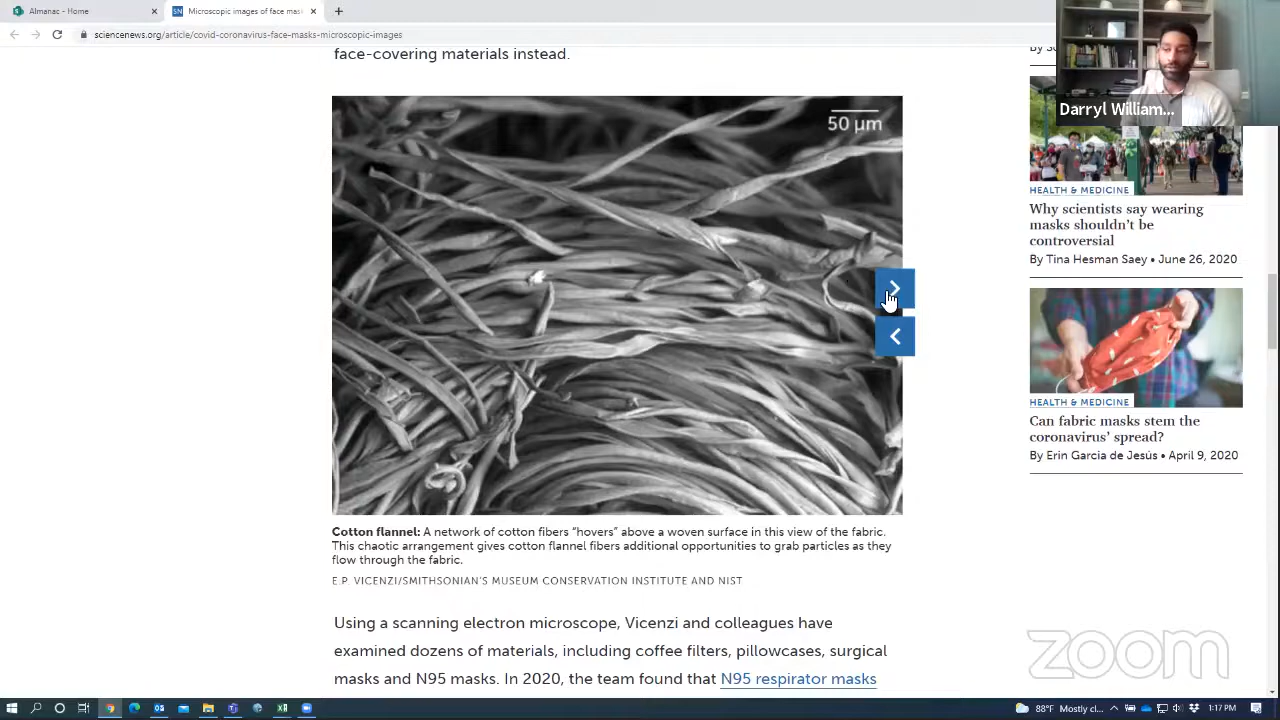 Almanac - Home
Microscopic images of face mas
sciencenews.org/article/covid-coronavirus-face-masks-microscopic-images
face-covering materials instead.
50 µm
Cotton flannel: A network of cotton fibers “hovers” above a woven surface in this view of the fabric.
This chaotic arrangement gives cotton flannel fibers additional opportunities to grab particles as they
flow through the fabric.
E.P. VICENZI/SMITHSONIAN'S MUSEUM CONSERVATION INSTITUTE AND NIST
Using a scanning electron microscope, Vicenzi and colleagues have
examined dozens of materials, including coffee filters, pillowcases, surgical
masks and N95 masks. In 2020, the team found that N95 respirator masks
By
Darryl William...
HEALTH & MEDICINE
Why scientists say wearing
masks shouldn’t be
controversial
By Tina Hesman Saey • June 26, 2020
HEALTH & MEDICINE
Can fabric masks stem the
coronavirus’ spread?
By Erin Garcia de Jesús • April 9, 2020
zoom
88°F Mostly cl...
1:17 PM